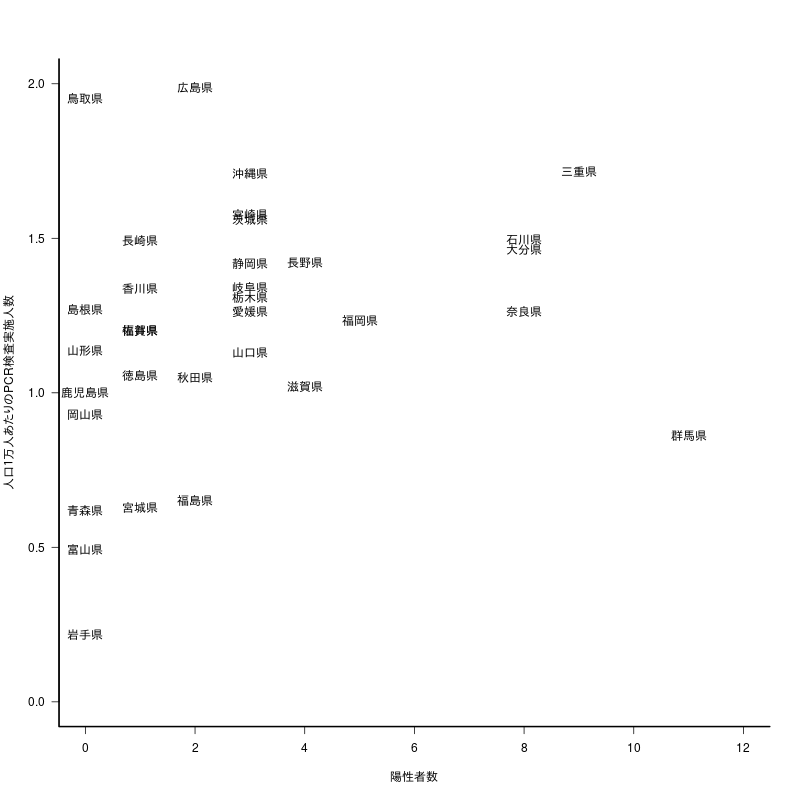 2.0
広島県
鳥取県
沖縄県
三重県
宮崎県
茨城県
1.5
長崎県
石川県
大分県
静岡県
長野県
香川県
岐阜県
栃木県
島根県
愛媛県
奈良県
福岡県
山形県
山口県
徳島県
秋田県
滋賀県
1.0
鹿児島県
岡山県
群馬県
青森県
宮城県
福島県
0.5
富山県
岩手県
0.0
0 2 4 6 8 10 12
陽性者数
人口1万人あたりのPCR検査実施人数